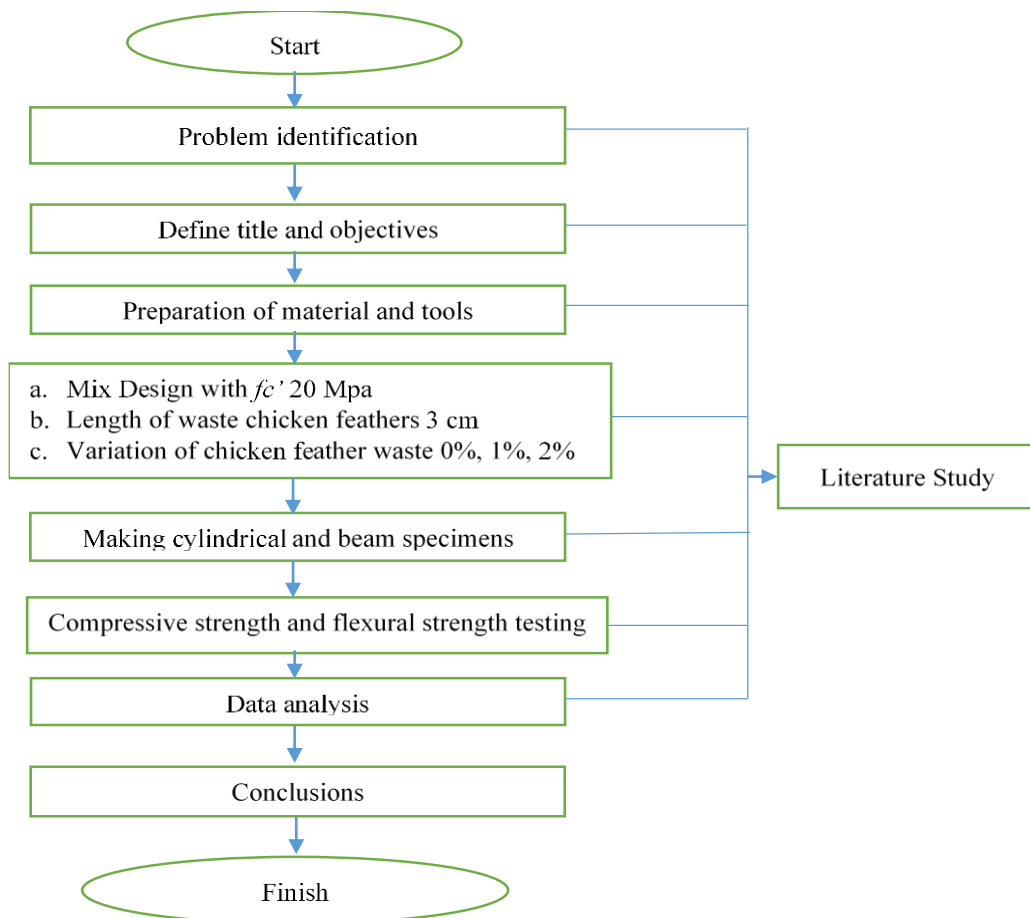 Start
Problem identification
Define title and objectives
Preparation of material and tools
a. Mix Design with fc’ 20 Mpa
b. Length of waste chicken feathers 3 cm
c. Variation of chicken feather waste 0%, 1%, 2%
Literature Study
Making cylindrical and beam specimens
Compressive strength and flexural strength testing
Data analysis
Conclusions
Finish